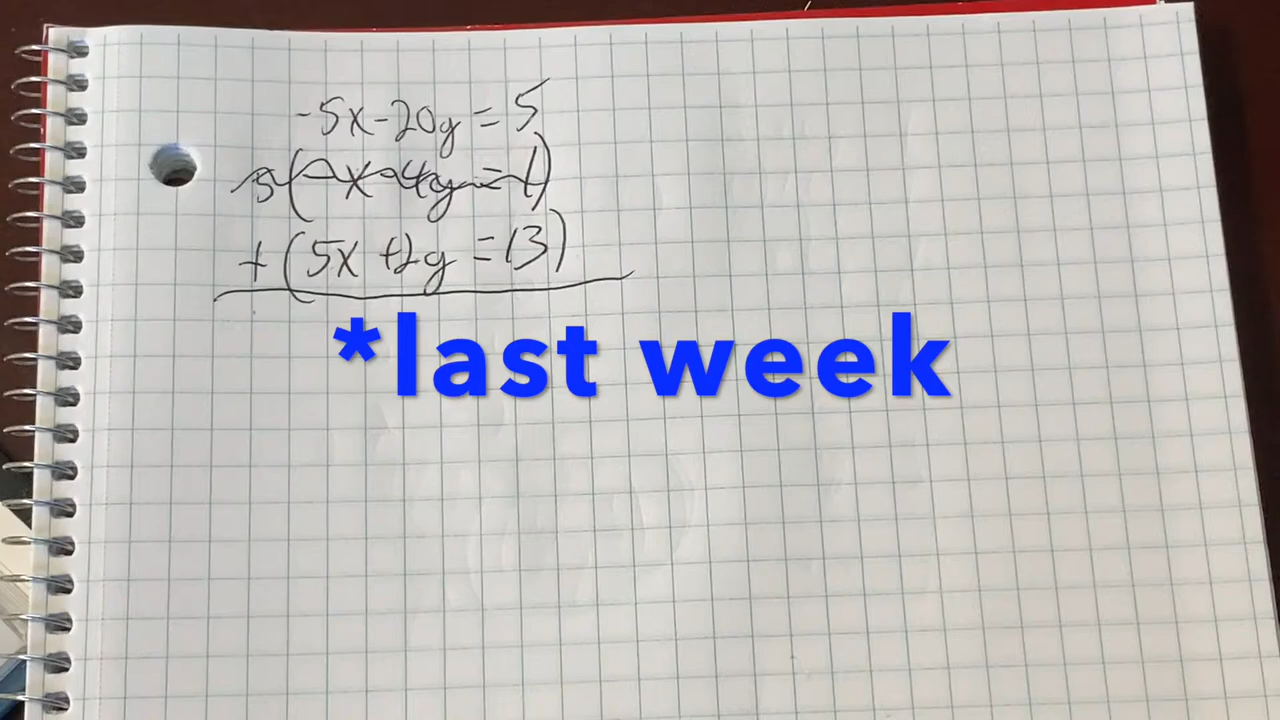 -5x-20y=5
5(-x-4y=1)
+(5x+2y=13)
*last week